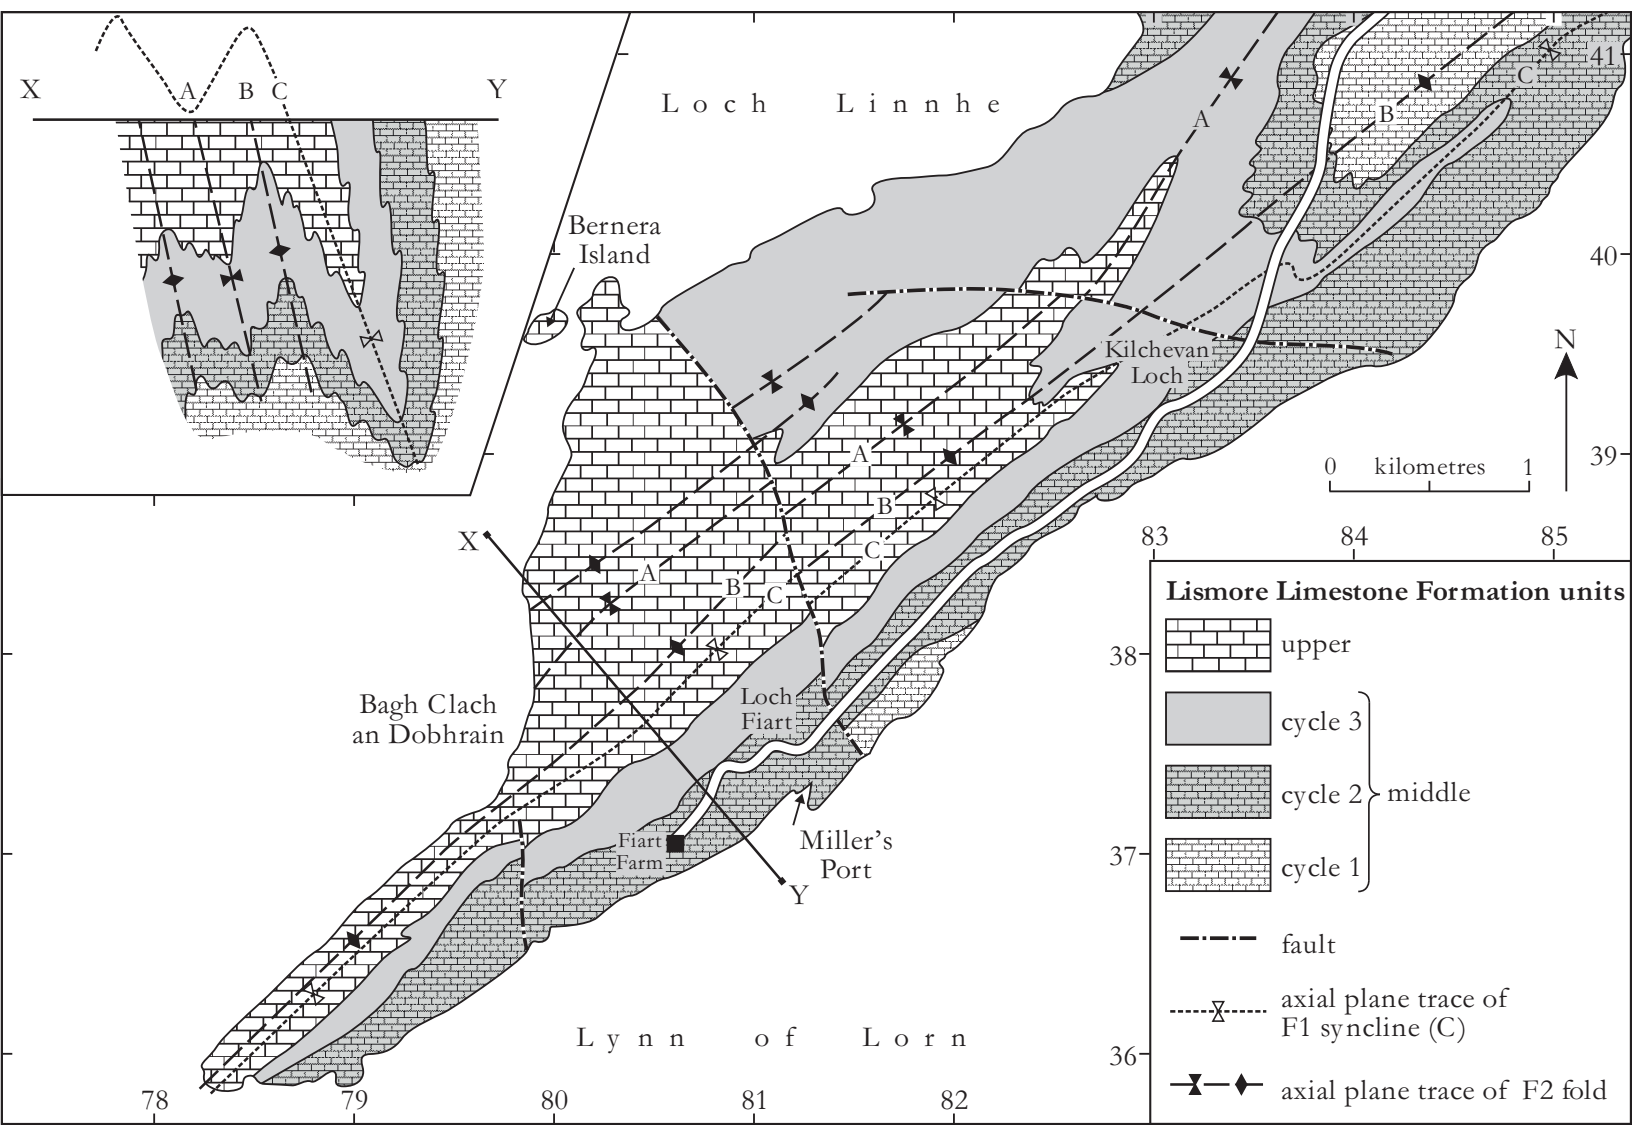 X
A
B
C
Y
Loch Linnhe
A
C
41
B
Bernera
Island
40
N
Kilchevan
Loch
39
0 kilometres 1
A
B
C
X
83
84
85
A
B
C
Lismore Limestone Formation units
upper
38
Bagh Clach
an Dobhrain
Loch
Fiart
cycle 3
cycle 2
middle
cycle 1
Fiart
Farm
Miller's
Port
37
Y
fault
axial plane trace of
F1 syncline (C)
Lynn of Lorn
36
axial plane trace of F2 fold
78
79
80
81
82